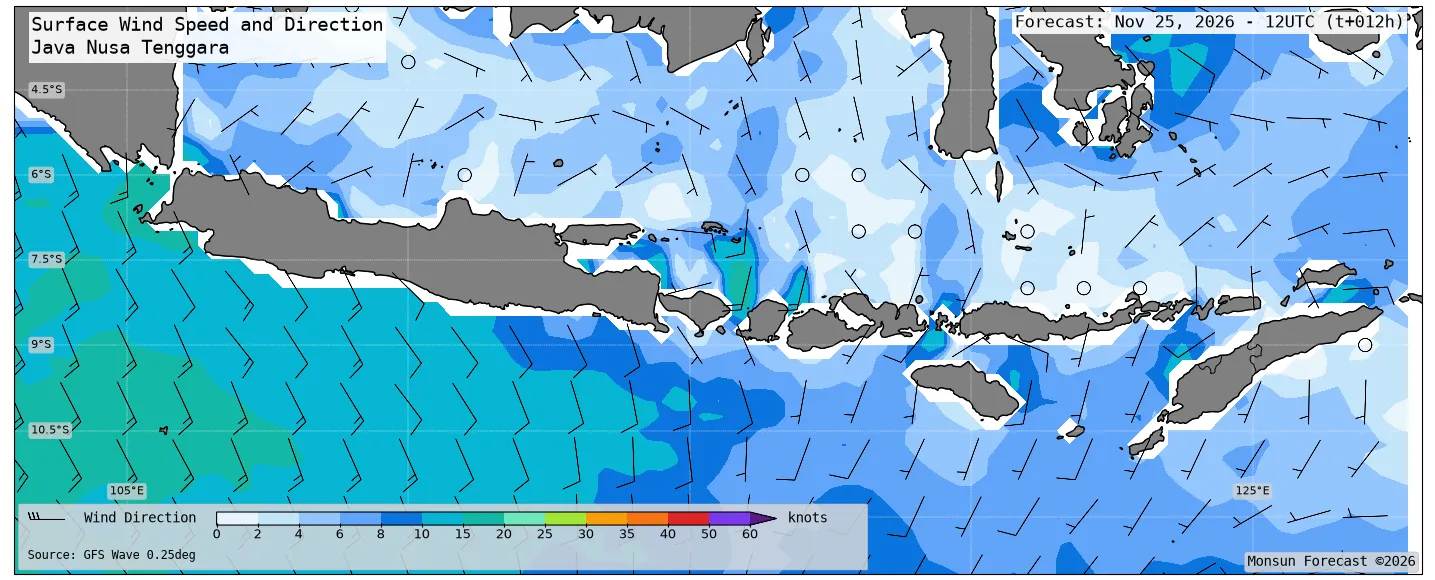 Surface Wind Speed and Direction
Java Nusa Tenggara
Forecast: Nov 25, 2026 - 12UTC (t+012h)
4.5°S
6°S
7.5°S
9°S
10.5°S
105°E
125°E
Wind Direction
0 2 4 6 8 10 15 20 25 30 35 40 50 60
knots
Source: GFS Wave 0.25deg
Monsun Forecast ©2026